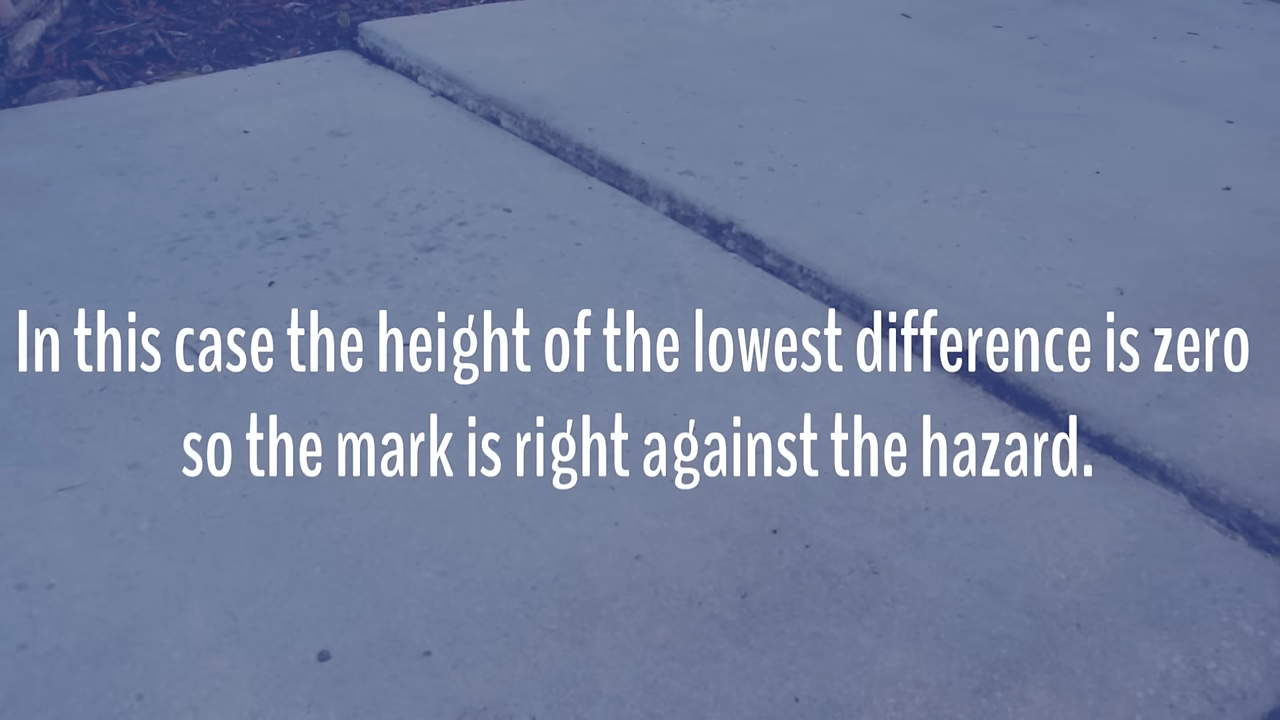 In this case the height of the lowest difference is zero
so the mark is right against the hazard.